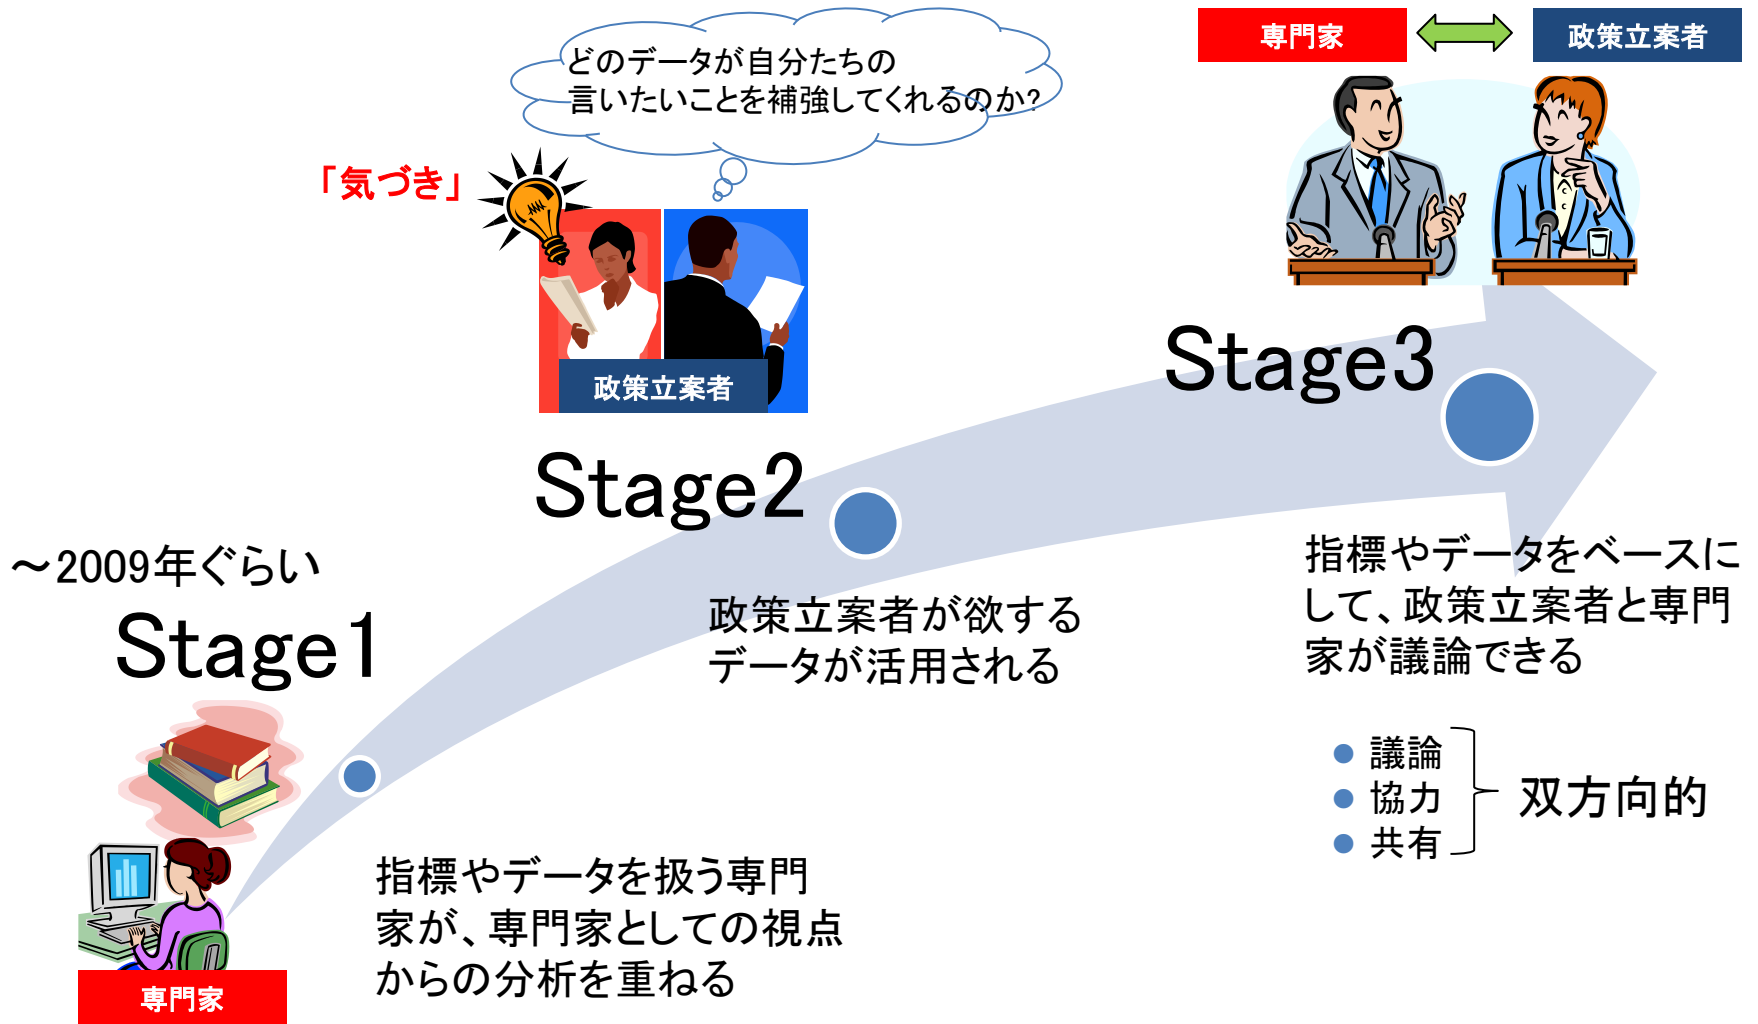 ～2009年ぐらい
Stage1
専門家
指標やデータを扱う専門
家が、専門家としての視点
からの分析を重ねる
どのデータが自分たちの
言いたいことを補強してくれるのか?
「気づき」
政策立案者
Stage2
政策立案者が欲する
データが活用される
専門家
政策立案者
Stage3
指標やデータをベースに
して、政策立案者と専門
家が議論できる
● 議論
● 協力
● 共有
双方向的